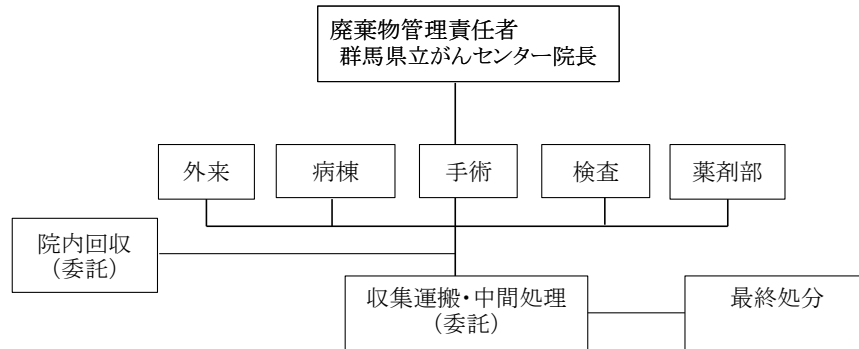 廃棄物管理責任者
群馬県立がんセンター院長
外来
病棟
手術
検査
薬剤部
院内回収
（委託）
収集運搬・中間処理
（委託）
最終処分